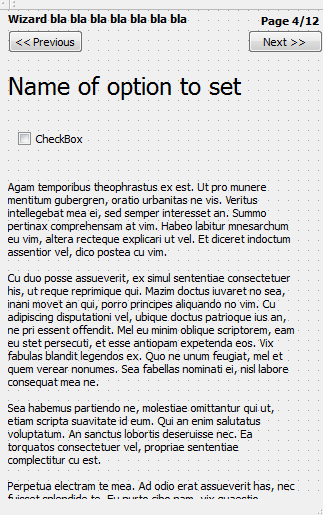 Wizard bla bla bla bla bla bla bla
Page 4/12
<< Previous
Next >>
Name of option to set
CheckBox
Agam temporibus theophrastus ex est. Ut pro munere
mentitum gubergren, oratio urbanitas ne vis. Veritus
intellegebat mea ei, sed semper interesset an. Summo
pertinax comprehensam at vim. Habeo labitur mnesarchum
eu vim, altera recteque explicari ut vel. Et diceret indoctum
assentior vel, dico postea cu vim.
Cu duo posse assueverit, ex simul sententiae consectetuer
his, ut reque reprimique qui. Mazim doctus iuvaret no sea,
inani movet an qui, porro principes aliquando no vim. Cu
adipiscing disputationi vel, ubique doctus patrioque ius an,
ne pri essent offendit. Mel eu minim oblique scriptorem, eam
eu stet persecuti, et esse antiopam expetenda eos. Vix
fabulas blandit legendos ex. Quo ne unum feugiat, mel et
quem verear nonumes. Sea fabellas nominati ei, nisl labore
consequat mea ne.
Sea habemus partiendo ne, molestiae omittantur qui ut,
etiam scripta suavitate id eum. Qui an enim salutatus
voluptatum. An sanctus lobortis deseruisse nec. Ea
torquatos consectetuer vel, propriae sententiae
complectitur cu est.
Perpetua electram te mea. Ad odio erat assueverit has, nec
fuisset splendide te. Eu purto cibo nam, vix quaestio